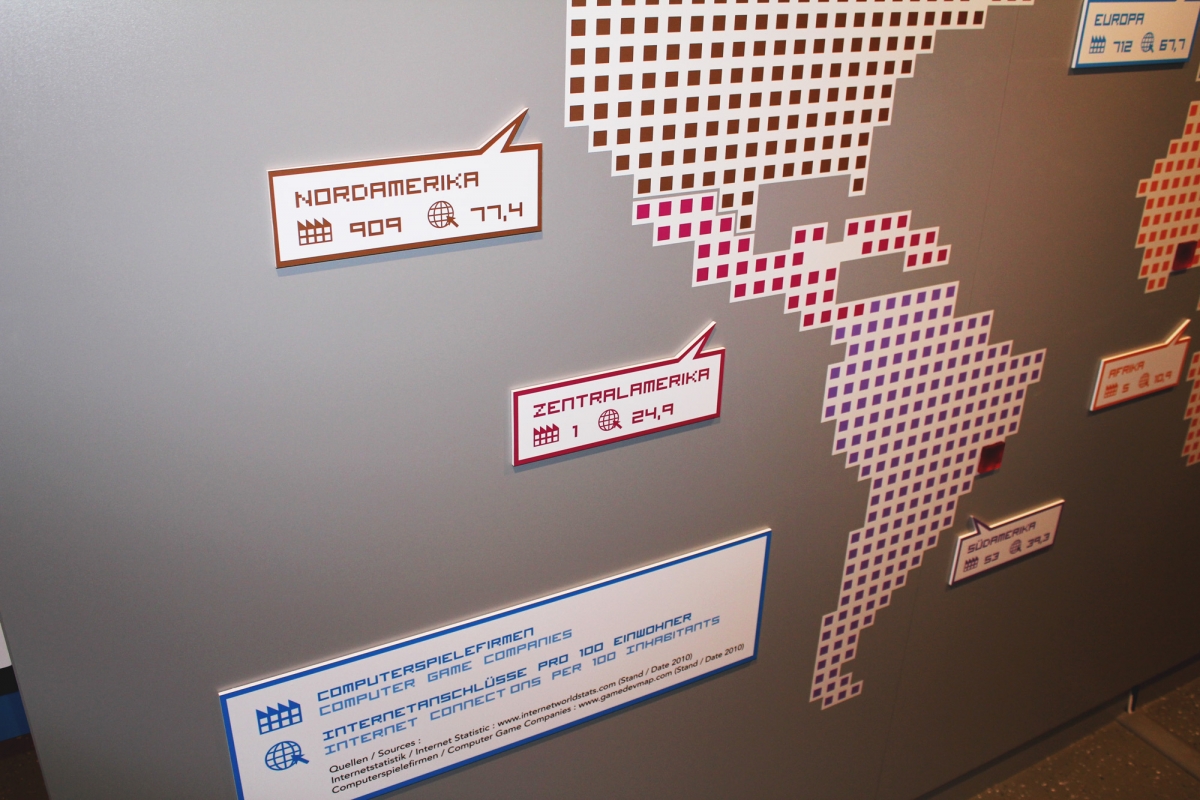 EUROPA
712 67,7
NORDAMERIKA
909 77,4
ZENTRALAMERIKA
1 24,9
AFRIKA
5 10,9
SÜDAMERIKA
53 39,3
COMPUTERSPIELEFIRMEN
COMPUTER GAME COMPANIES
INTERNETANSCHLÜSSE PRO 100 EINWOHNER
INTERNET CONNECTONS PER 100 INHABITANTS
Quellen / Sources :
Internetstatistik / Internet Statistic : www.internetworldstats.com (Stand / Date 2010)
Computerspielefirmen / Computer Game Companies : www.gamedevmap.com (Stand / Date 2010)